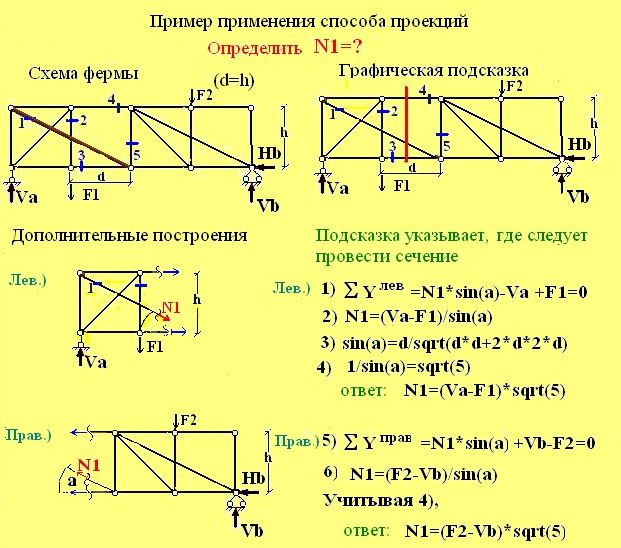 Пример применения способа проекций
Определить N1=?
Схема фермы
(d=h)
Графическая подсказка
4
F2
1
2
3
5
h
d
F1
Va
Hb
Vb
4
F2
1
2
3
5
h
d
F1
Va
Hb
Vb
Дополнительные построения
Подсказка указывает, где следует
провести сечение
Лев.)
1
N1
h
F1
Va
Лев.)
1) Σ Y лев =N1*sin(a)-Va +F1=0
2) N1=(Va-F1)/sin(a)
3) sin(a)=d/sqrt(d*d+2*d*2*d)
4) 1/sin(a)=sqrt(5)
ответ: N1=(Va-F1)*sqrt(5)
Прав.)
F2
N1
a
h
Hb
Vb
Прав.)
5) Σ Y прав =N1*sin(a) +Vb-F2=0
6) N1=(F2-Vb)/sin(a)
Учитывая 4),
ответ: N1=(F2-Vb)*sqrt(5)